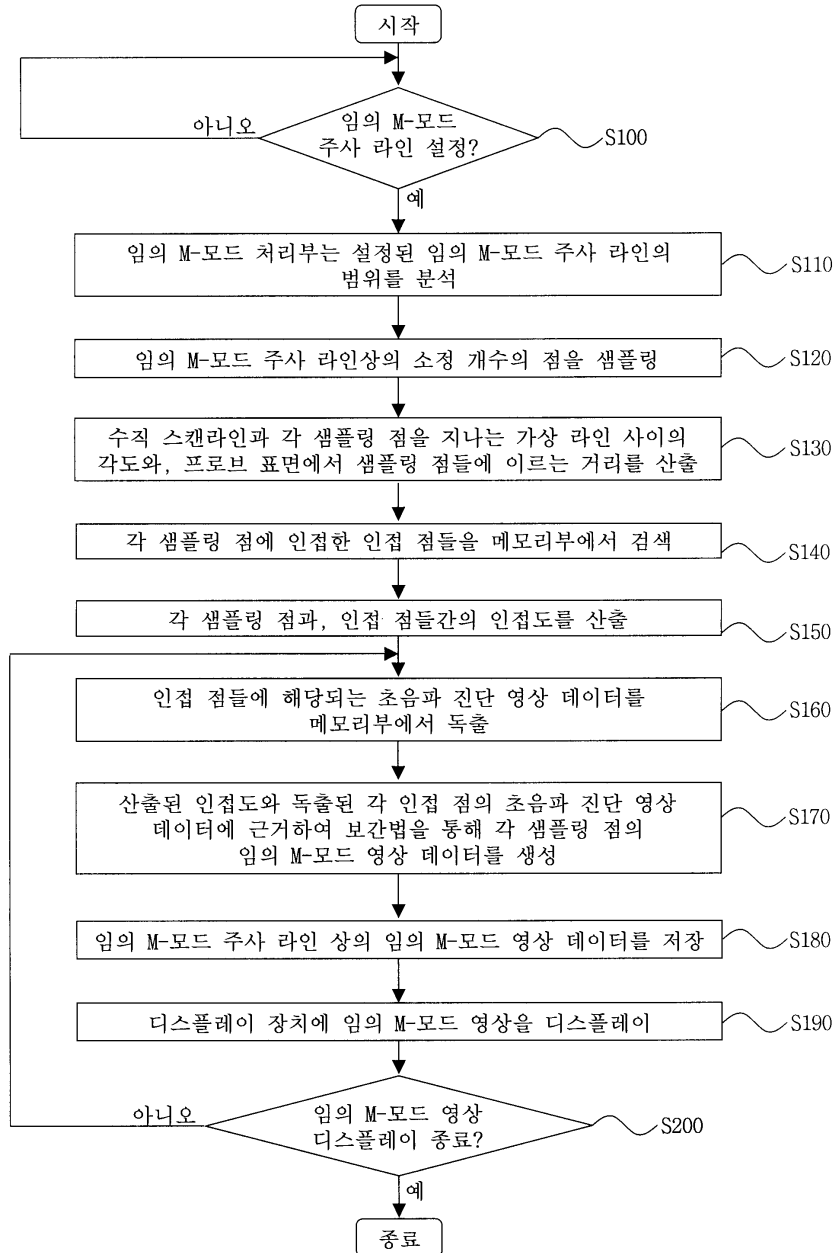 시작
아니오
임의 M-모드
주사 라인 설정?
S100
예
임의 M-모드 처리부는 설정된 임의 M-모드 주사 라인의
범위를 분석
S110
임의 M-모드 주사 라인상의 소정 개수의 점을 샘플링
S120
수직 스캔라인과 각 샘플링 점을 지나는 가상 라인 사이의
각도와, 프로브 표면에서 샘플링 점들에 이르는 거리를 산출
S130
각 샘플링 점에 인접한 인접 점들을 메모리부에서 검색
S140
각 샘플링 점과, 인접 점들간의 인접도를 산출
S150
인접 점들에 해당되는 초음파 진단 영상 데이터를
메모리부에서 독출
S160
산출된 인접도와 독출된 각 인접 점의 초음파 진단 영상
데이터에 근거하여 보간법을 통해 각 샘플링 점의
임의 M-모드 영상 데이터를 생성
S170
임의 M-모드 주사 라인 상의 임의 M-모드 영상 데이터를 저장
S180
디스플레이 장치에 임의 M-모드 영상을 디스플레이
S190
아니오
임의 M-모드 영상
디스플레이 종료?
S200
예
종료